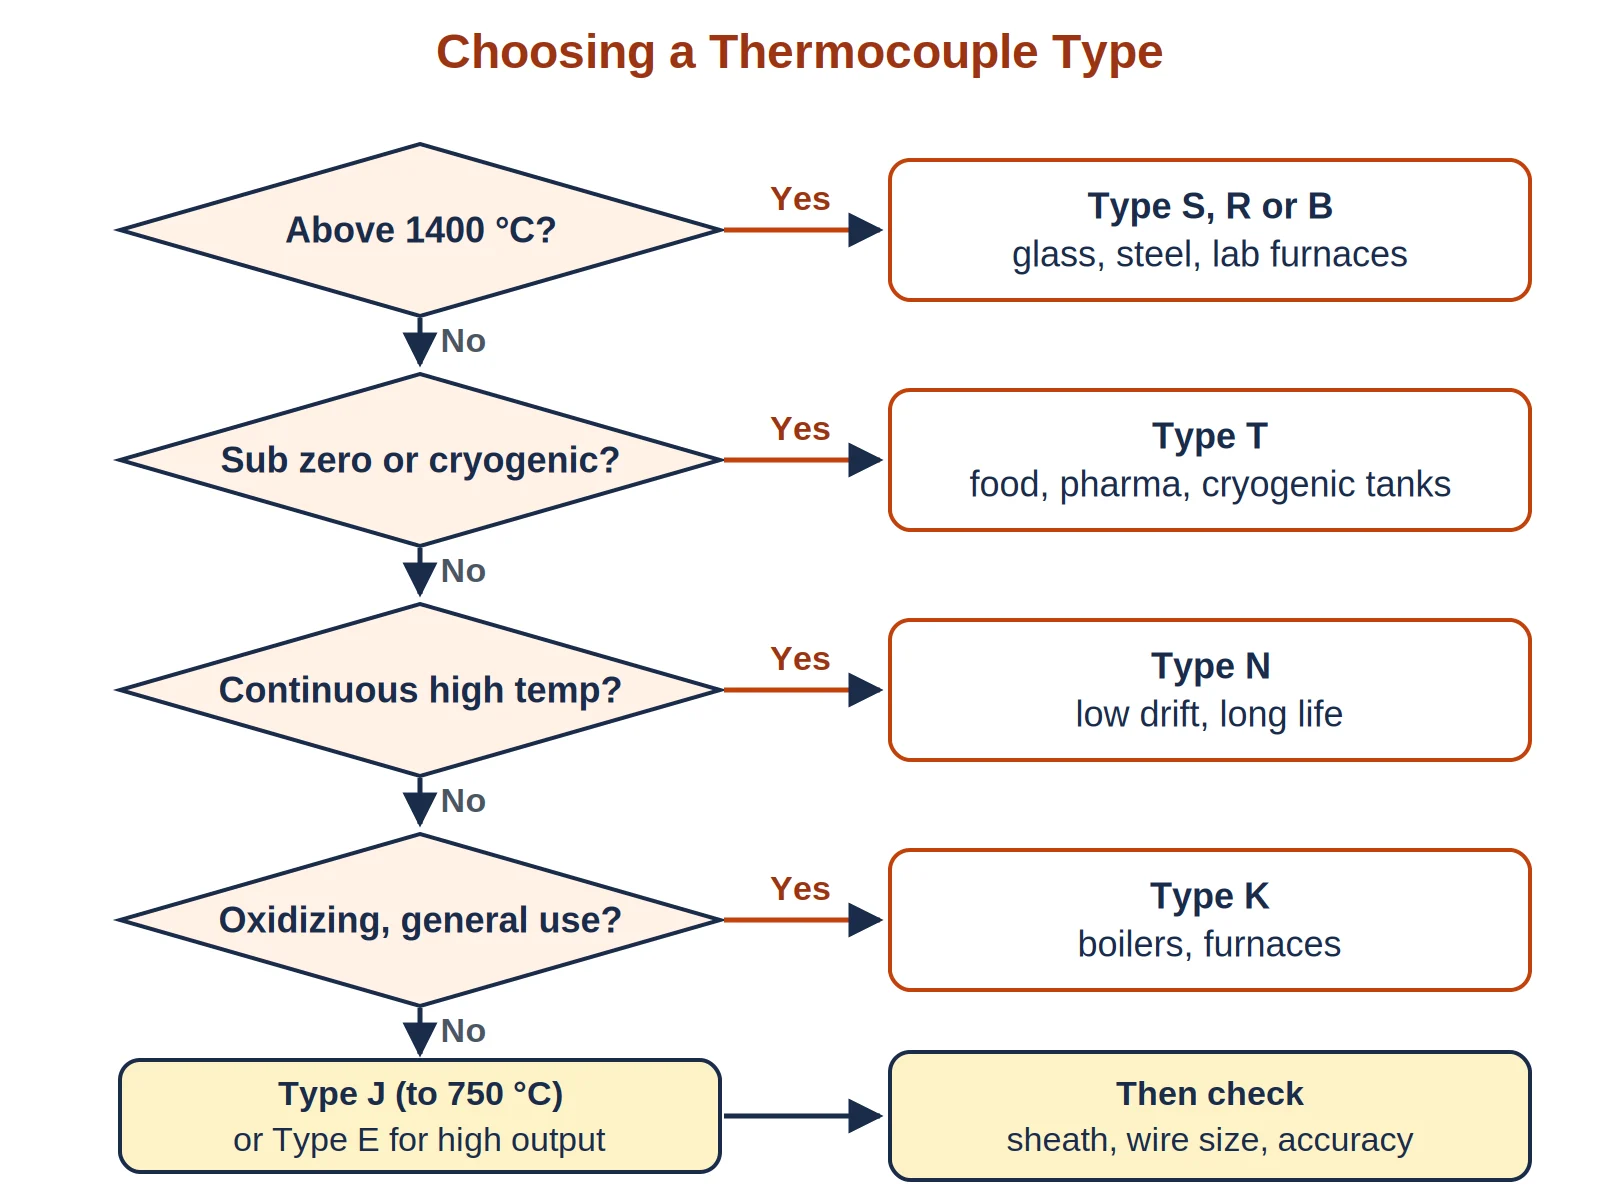 Choosing a Thermocouple Type
Above 1400 °C?
Yes
Type S, R or B
glass, steel, lab furnaces
No
Sub zero or cryogenic?
Yes
Type T
food, pharma, cryogenic tanks
No
Continuous high temp?
Yes
Type N
low drift, long life
No
Oxidizing, general use?
Yes
Type K
boilers, furnaces
No
Type J (to 750 °C)
or Type E for high output
Then check
sheath, wire size, accuracy